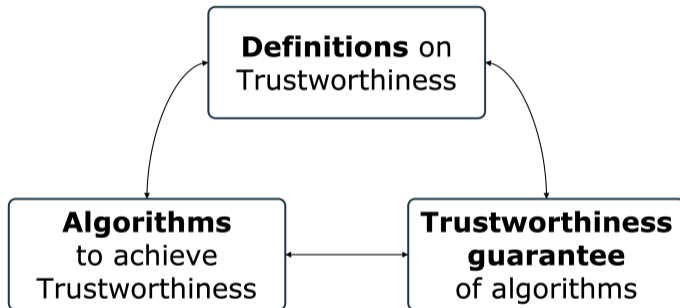 Definitions on
Trustworthiness
Algorithms
to achieve
Trustworthiness
Trustworthiness
guarantee
of algorithms